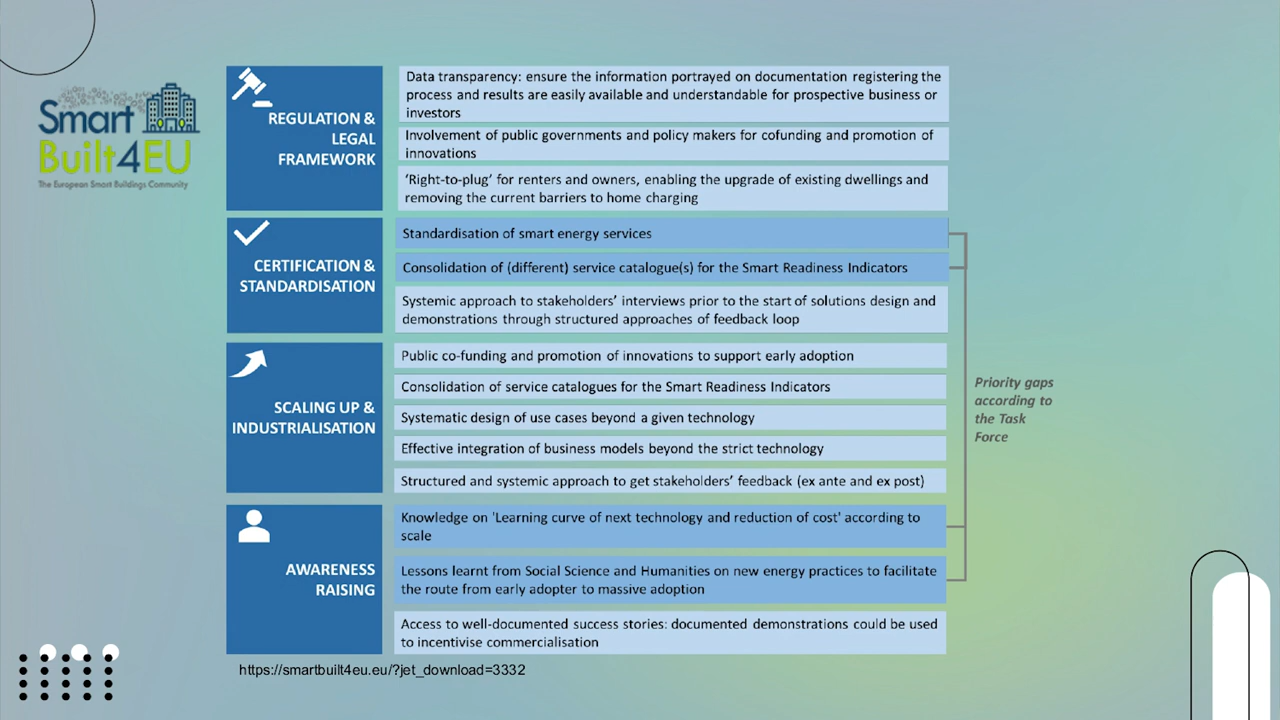 Smart
Built4EU
The European Smart Buildings Community
REGULATION &
LEGAL
FRAMEWORK
Data transparency: ensure the information portrayed on documentation registering the
process and results are easily available and understandable for prospective business or
investors
Involvement of public governments and policy makers for cofunding and promotion of
innovations
‘Right-to-plug’ for renters and owners, enabling the upgrade of existing dwellings and
removing the current barriers to home charging
CERTIFICATION &
STANDARDISATION
Standardisation of smart energy services
Consolidation of (different) service catalogue(s) for the Smart Readiness Indicators
Systemic approach to stakeholders’ interviews prior to the start of solutions design and
demonstrations through structured approaches of feedback loop
SCALING UP &
INDUSTRIALISATION
Public co-funding and promotion of innovations to support early adoption
Consolidation of service catalogues for the Smart Readiness Indicators
Systematic design of use cases beyond a given technology
Effective integration of business models beyond the strict technology
Structured and systemic approach to get stakeholders’ feedback (ex ante and ex post)
Priority gaps
according to
the Task
Force
AWARENESS
RAISING
Knowledge on 'Learning curve of next technology and reduction of cost' according to
scale
Lessons learnt from Social Science and Humanities on new energy practices to facilitate
the route from early adopter to massive adoption
Access to well-documented success stories: documented demonstrations could be used
to incentivise commercialisation
https://smartbuilt4eu.eu/?jet_download=3332